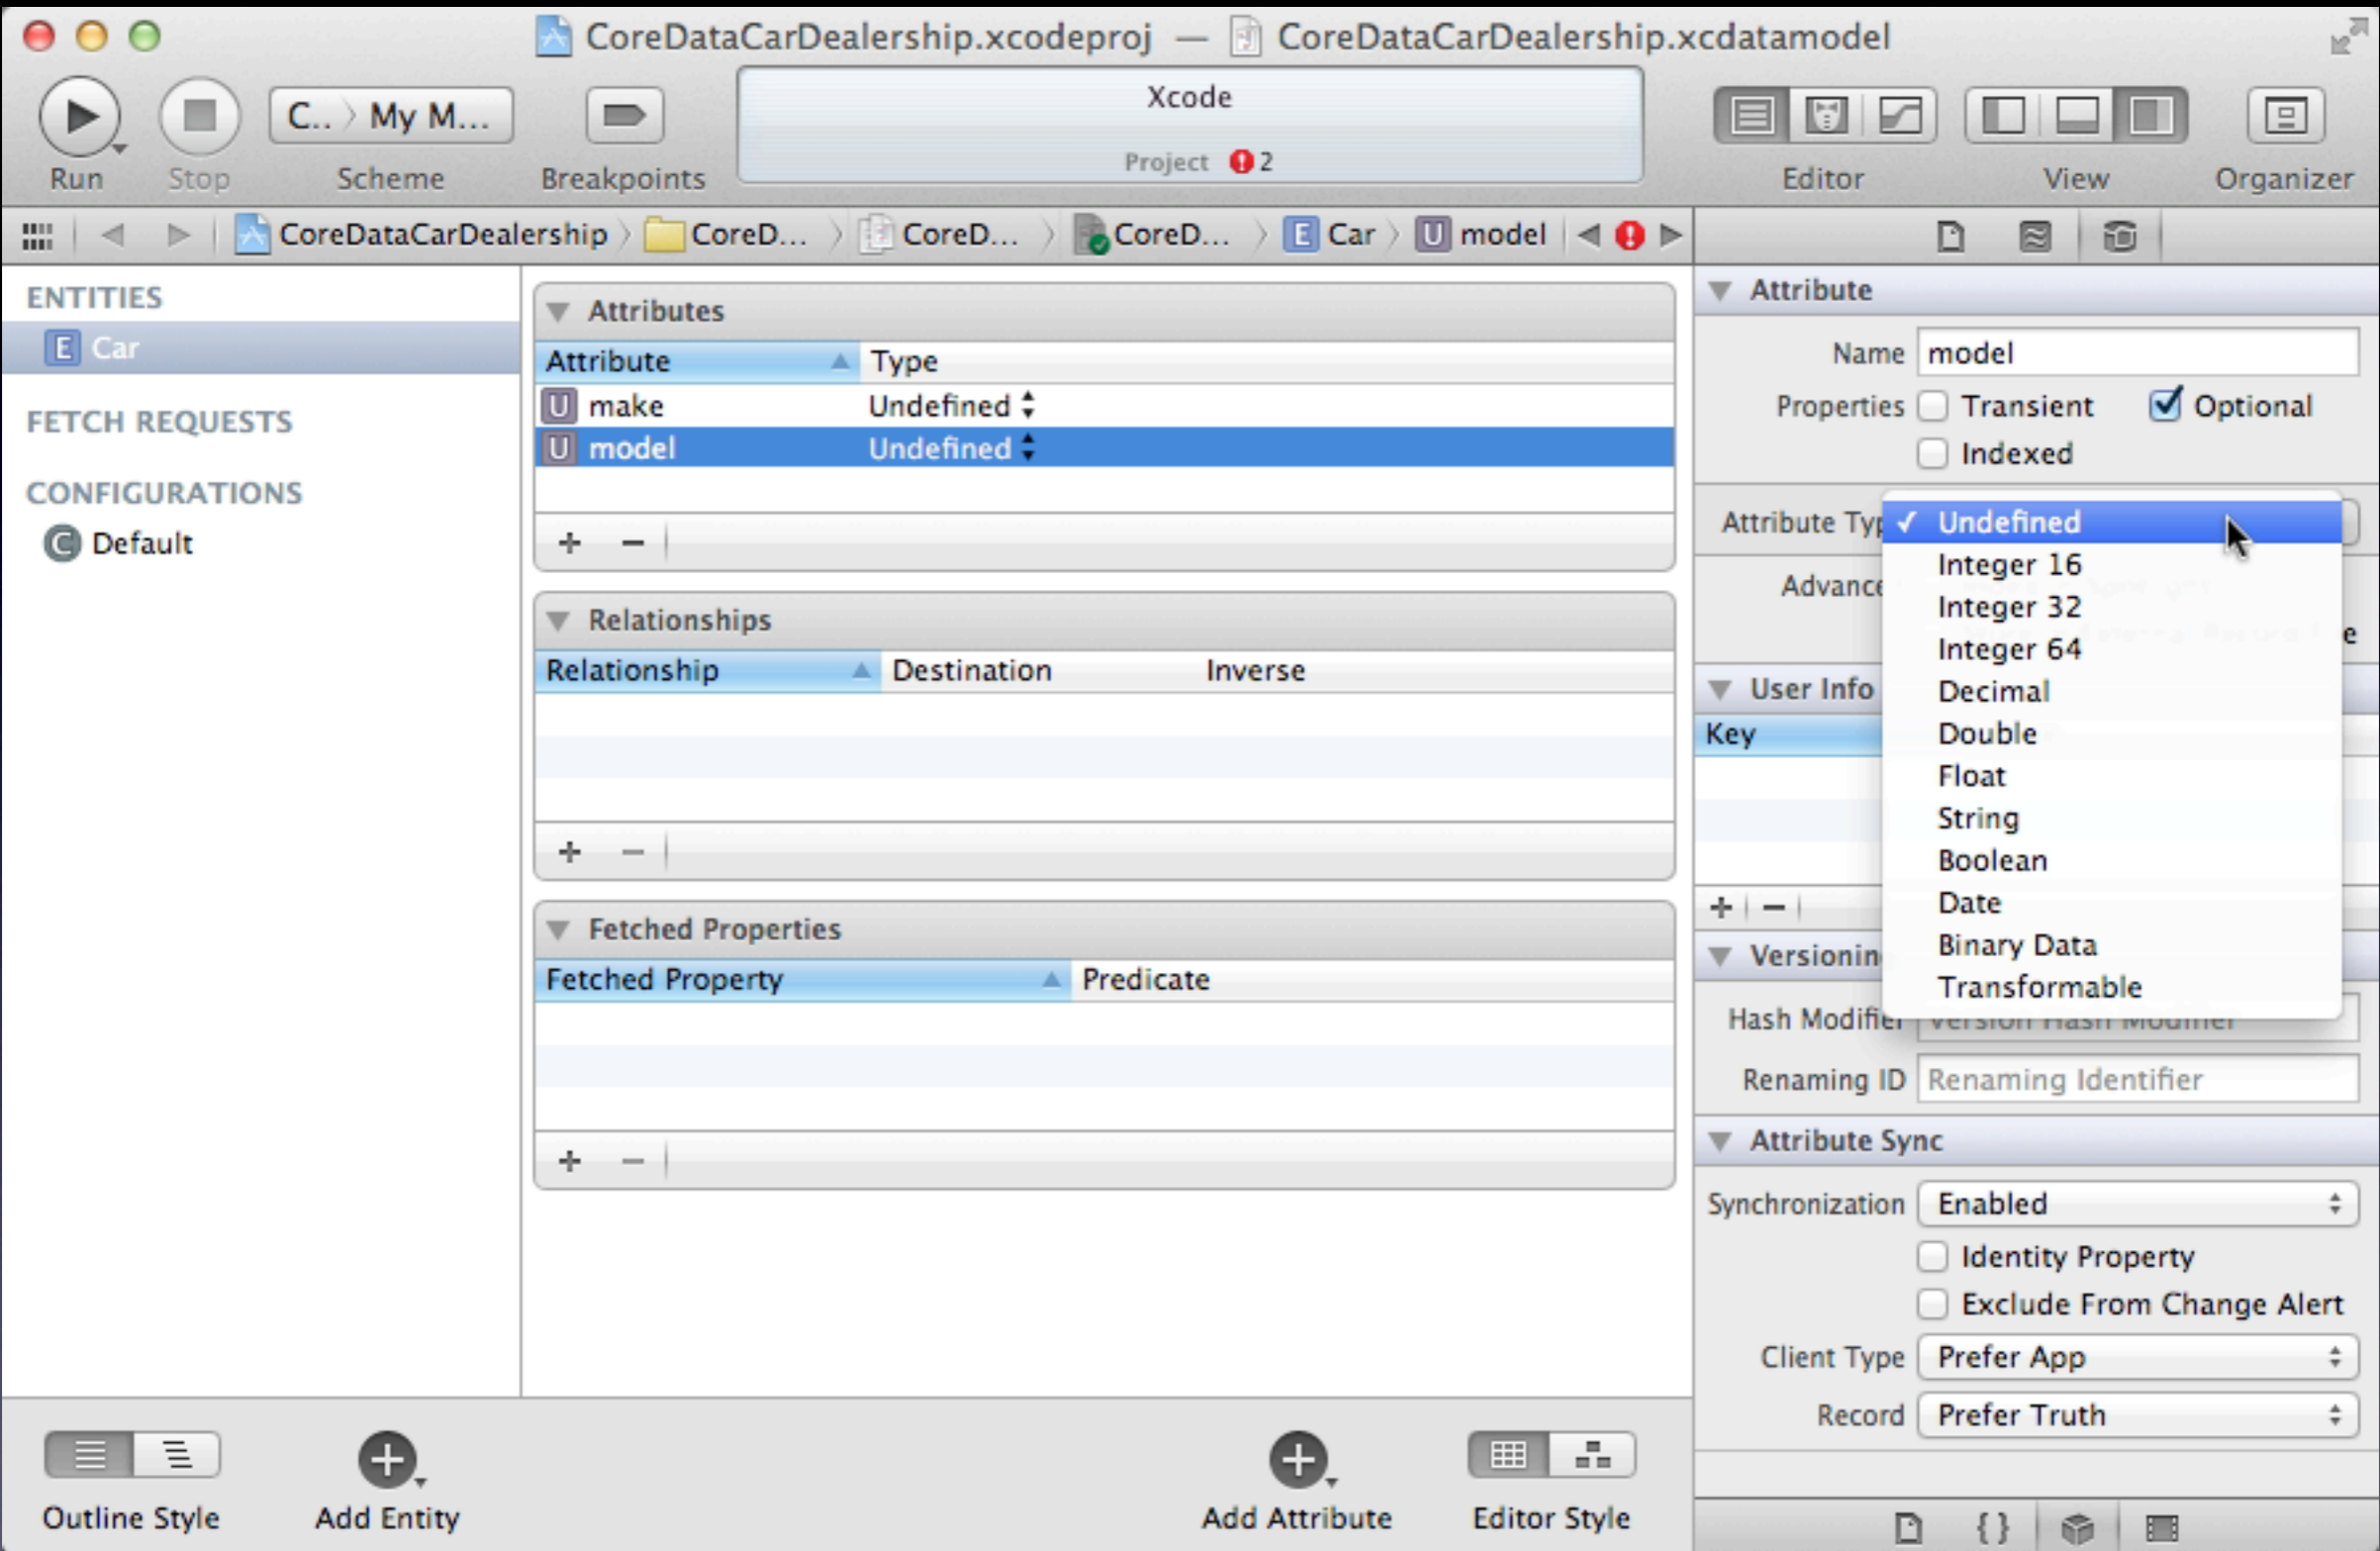 CoreDataCarDealership.xcodeproj — CoreDataCarDealership.xcdatamodel
Run
Stop
C.. My M...
Scheme
Breakpoints
Xcode
Project 2
Editor
View
Organizer
CoreDataCarDealership CoreD... CoreD... CoreD... E Car U model
ENTITIES
E Car
FETCH REQUESTS
CONFIGURATIONS
C Default
Attributes
Attribute Type
U make Undefined
U model Undefined
+ −
Relationships
Relationship Destination Inverse
+ −
Fetched Properties
Fetched Property Predicate
+ −
Attribute
Name model
Properties Transient ✓ Optional
Indexed
Attribute Typ
✓ Undefined
Integer 16
Integer 32
Integer 64
Decimal
Double
Float
String
Boolean
Date
Binary Data
Transformable
Advance
e
User Info
Key
+ −
Versionin
Hash Modifier Version Hash Modifier
Renaming ID Renaming Identifier
Attribute Sync
Synchronization Enabled
Identity Property
Exclude From Change Alert
Client Type Prefer App
Record Prefer Truth
Outline Style
Add Entity
Add Attribute
Editor Style
{ }